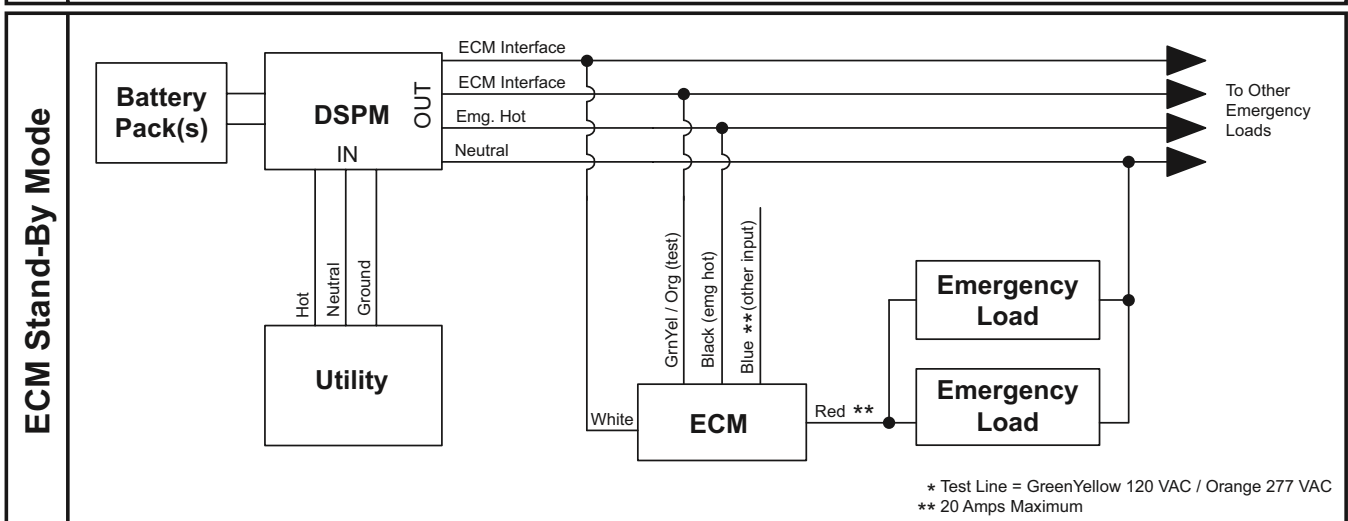 ECM Stand-By Mode
Battery
Pack(s)
DSPM
OUT
IN
ECM Interface
ECM Interface
Emg. Hot
Neutral
To Other
Emergency
Loads
Hot
Neutral
Ground
Utility
GrnYel / Org (test)
Black (emg hot)
Blue ** (other input)
White
ECM
Red **
Emergency
Load
Emergency
Load
* Test Line = GreenYellow 120 VAC / Orange 277 VAC
** 20 Amps Maximum